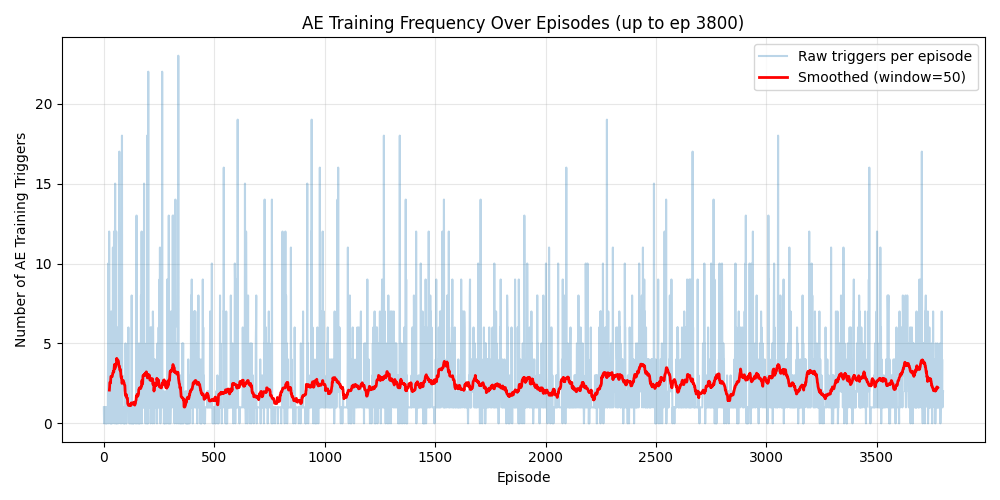 AE Training Frequency Over Episodes (up to ep 3800)
Raw triggers per episode
Smoothed (window=50)
Number of AE Training Triggers
20
15
10
5
0
0 500 1000 1500 2000 2500 3000 3500
Episode